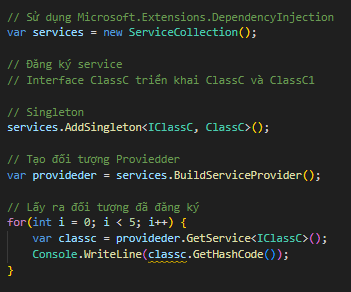 // Sử dụng Microsoft.Extensions.DependencyInjection
var services = new ServiceCollection();
// Đăng ký service
// Interface ClassC triển khai ClassC và ClassC1
// Singleton
services.AddSingleton<IClassC, ClassC>();
// Tạo đối tượng Proviedder
var provideder = services.BuildServiceProvider();
// Lấy ra đối tượng đã đăng ký
for(int i = 0; i < 5; i++) {
    var classc = provideder.GetService<IClassC>();
    Console.WriteLine(classc.GetHashCode());
}